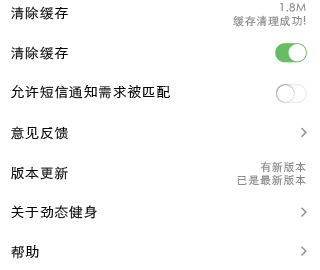 清除缓存
1.8M
缓存清理成功!
清除缓存
允许短信通知需求被匹配
意见反馈
版本更新
有新版本
已是最新版本
关于劲态健身
帮助